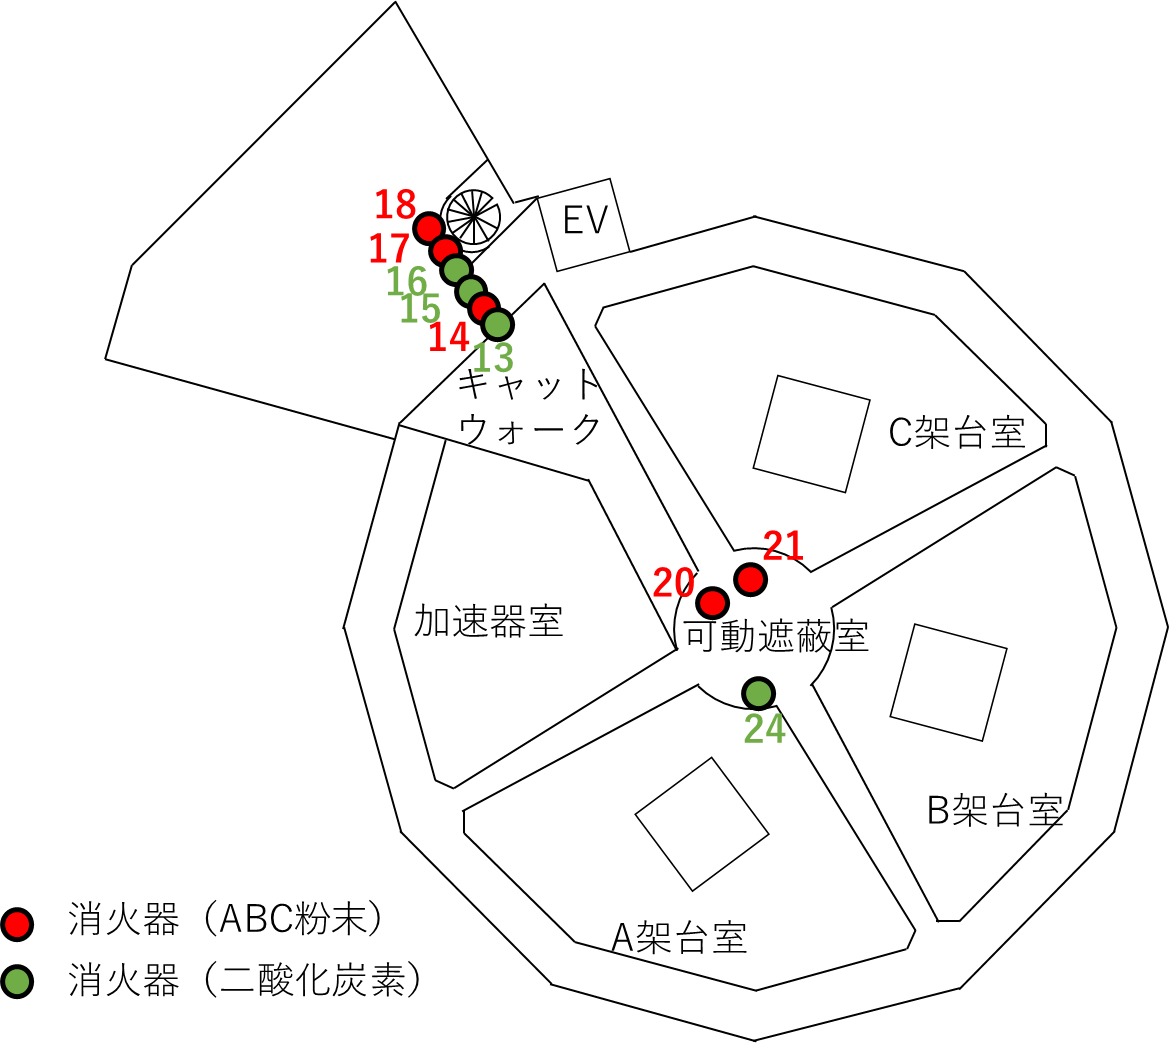 18
EV
17
16
15
14
13
キャット
ウォーク
C架台室
21
20
加速器室
可動遮蔽室
24
B架台室
消火器（ABC粉末）
A架台室
消火器（二酸化炭素）